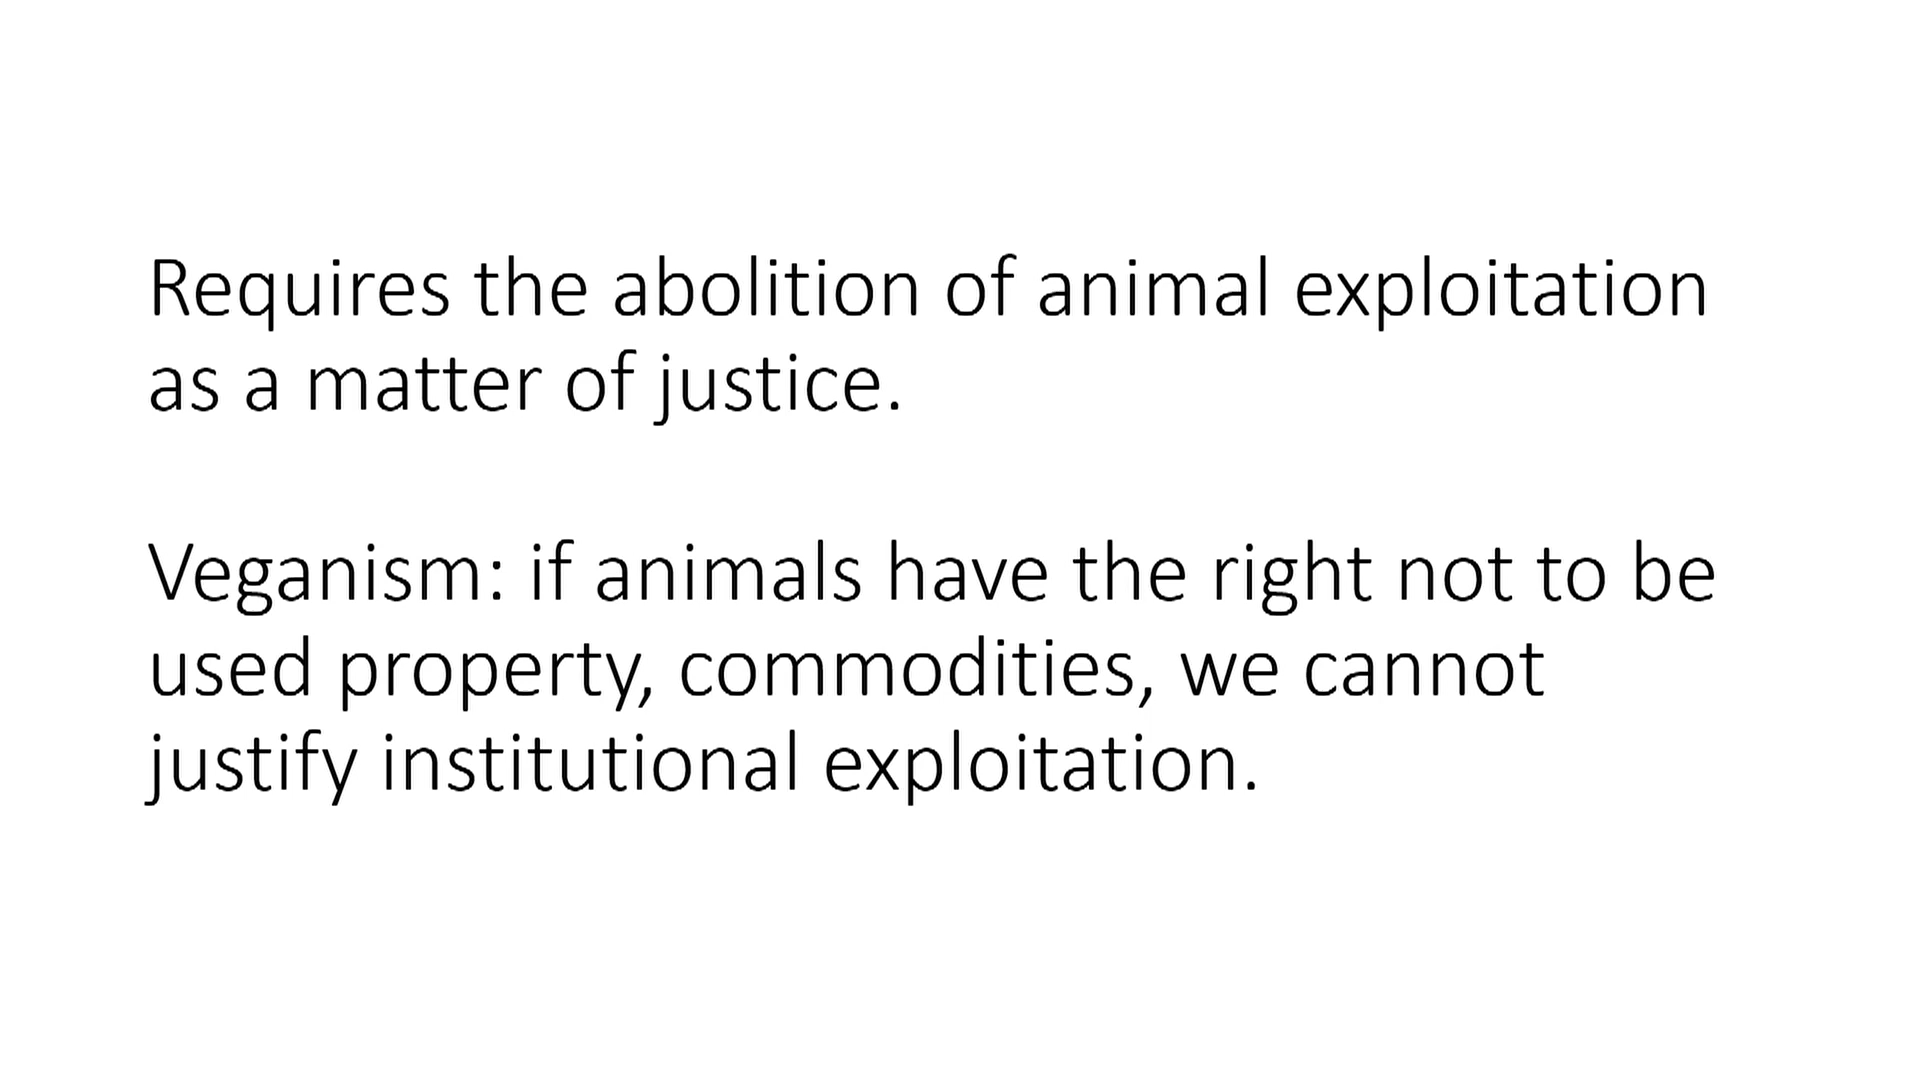 Requires the abolition of animal exploitation
as a matter of justice.
Veganism: if animals have the right not to be
used property, commodities, we cannot
justify institutional exploitation.